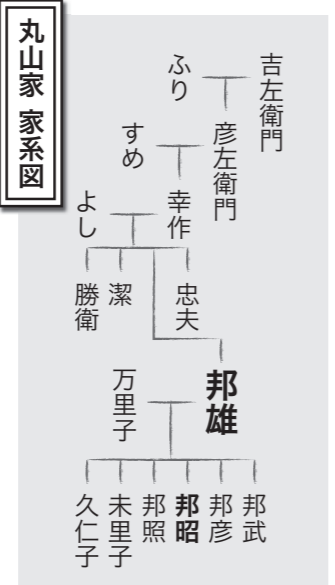 丸山家 家系図
吉左衛門
ふり
彦左衛門
すめ
幸作
よし
忠夫
潔
勝衛
邦雄
万里子
邦武
邦彦
邦昭
邦照
未里子
久仁子